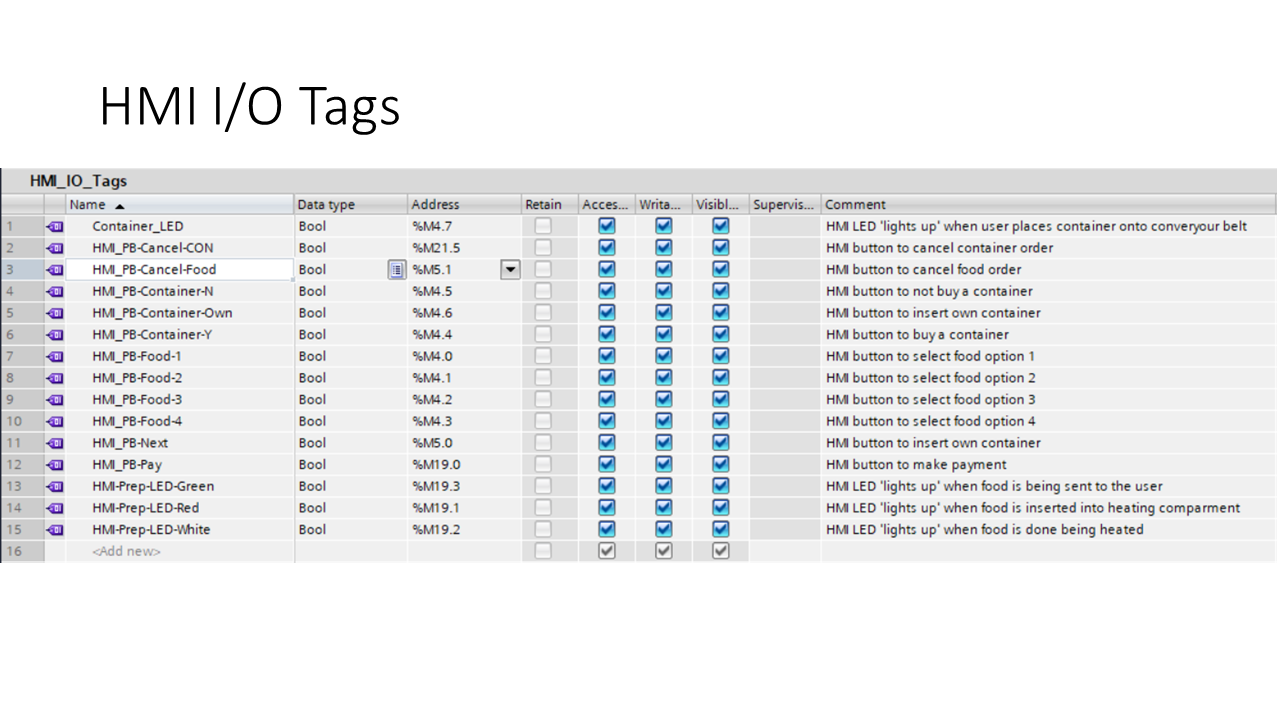 HMI I/O Tags
HMI_IO_Tags
Name Data type Address Retain Acces... Writa... Visibl... Supervis... Comment
1 Container_LED Bool %M4.7 HMI LED 'lights up' when user places container onto converyour belt
2 HMI_PB-Cancel-CON Bool %M21.5 HMI button to cancel container order
3 HMI_PB-Cancel-Food Bool %M5.1 HMI button to cancel food order
4 HMI_PB-Container-N Bool %M4.5 HMI button to not buy a container
5 HMI_PB-Container-Own Bool %M4.6 HMI button to insert own container
6 HMI_PB-Container-Y Bool %M4.4 HMI button to buy a container
7 HMI_PB-Food-1 Bool %M4.0 HMI button to select food option 1
8 HMI_PB-Food-2 Bool %M4.1 HMI button to select food option 2
9 HMI_PB-Food-3 Bool %M4.2 HMI button to select food option 3
10 HMI_PB-Food-4 Bool %M4.3 HMI button to select food option 4
11 HMI_PB-Next Bool %M5.0 HMI button to insert own container
12 HMI_PB-Pay Bool %M19.0 HMI button to make payment
13 HMI-Prep-LED-Green Bool %M19.3 HMI LED 'lights up' when food is being sent to the user
14 HMI-Prep-LED-Red Bool %M19.1 HMI LED 'lights up' when food is inserted into heating comparment
15 HMI-Prep-LED-White Bool %M19.2 HMI LED 'lights up' when food is done being heated
16 <Add new>